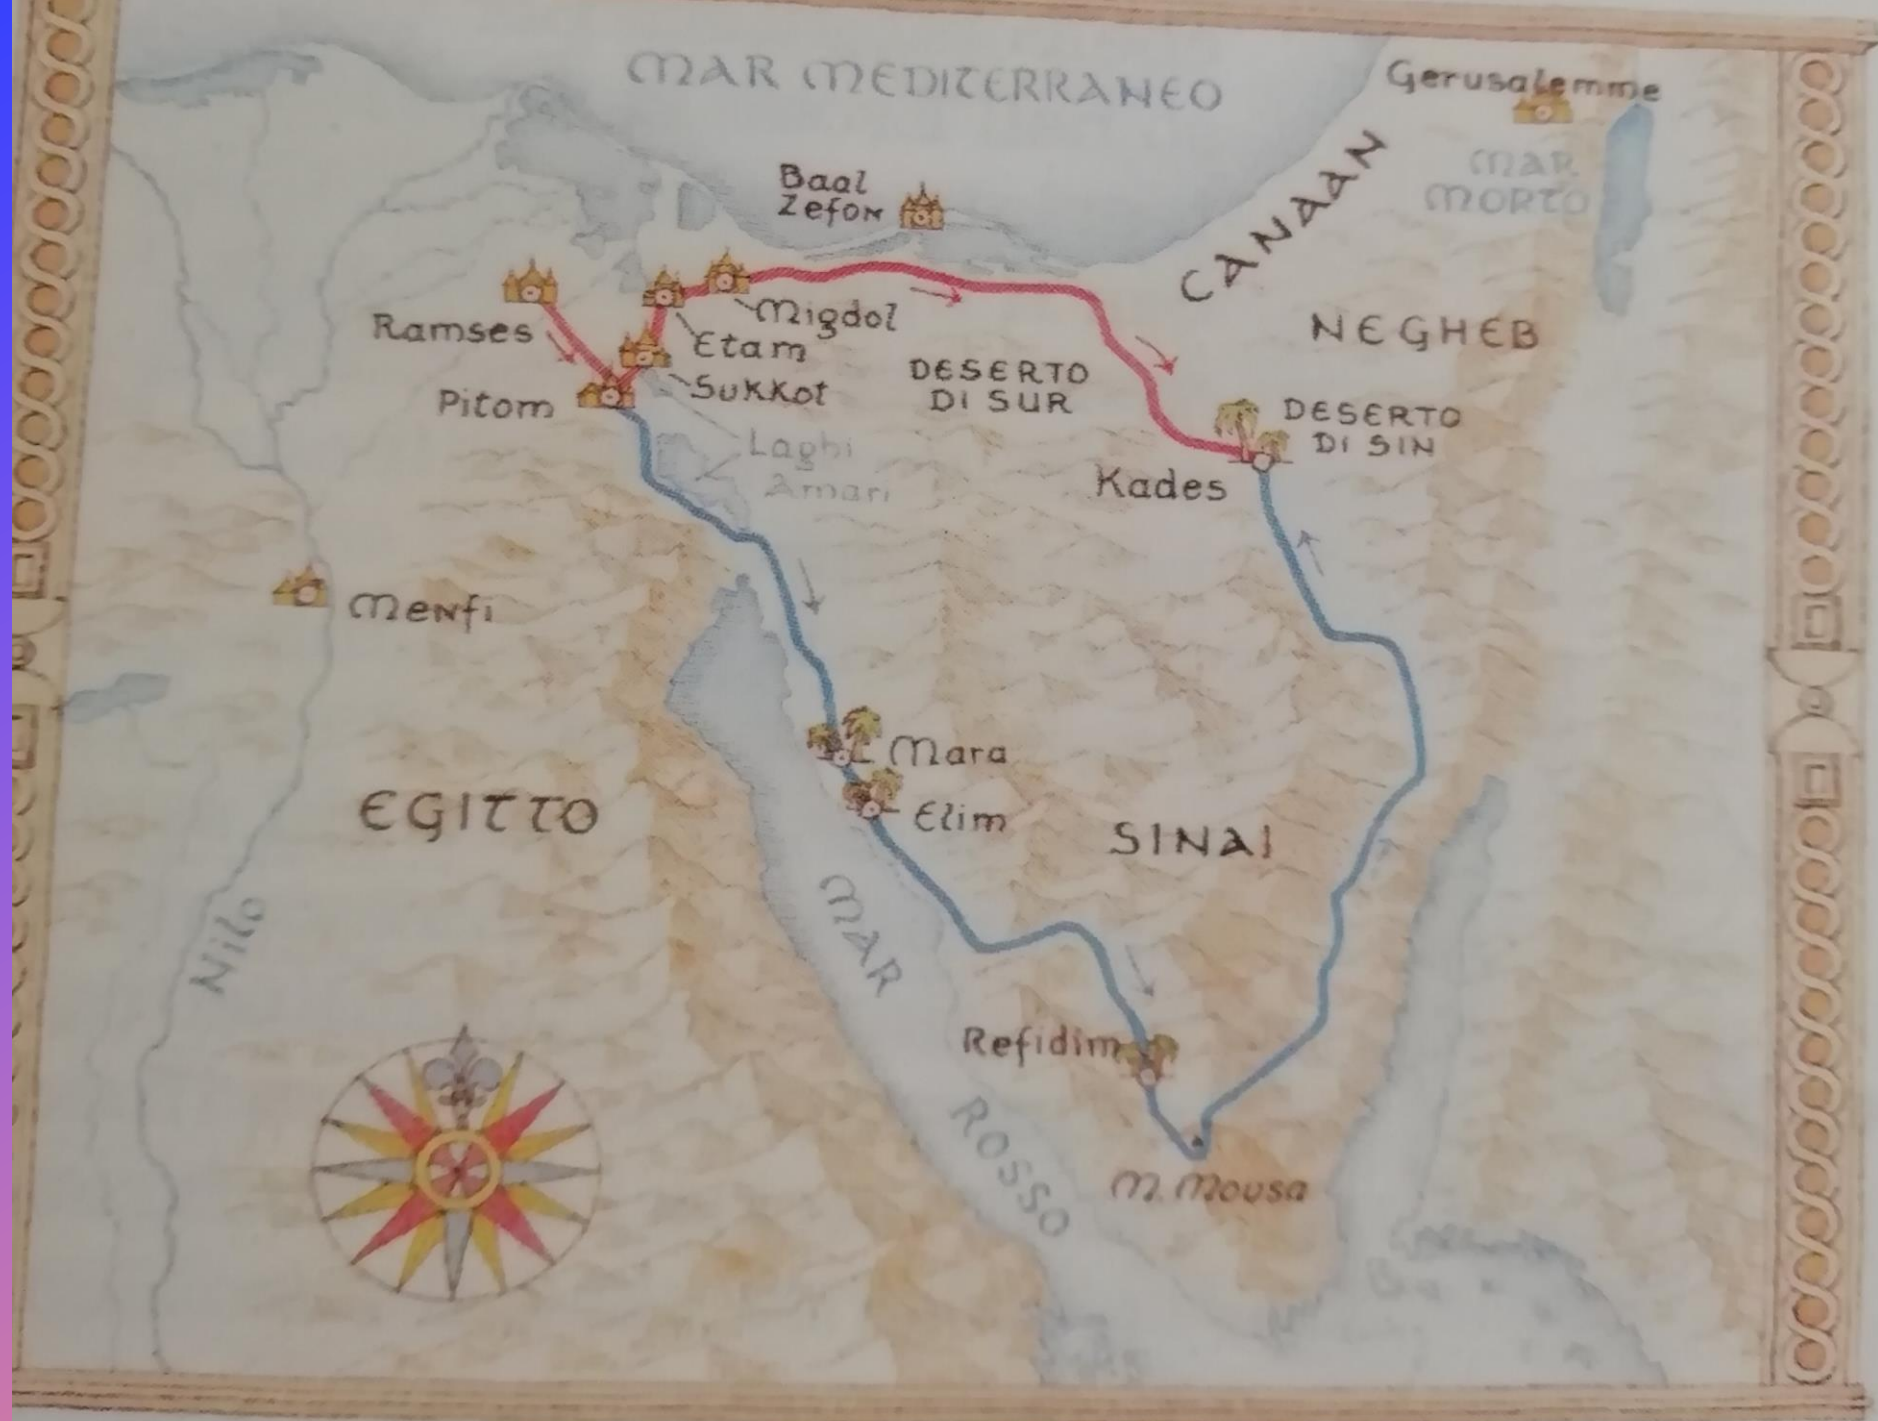 MAR MEDITERRANEO
Gerusalemme
MAR
MORTO
CANAAN
Baal
Zefon
NEGHEB
Ramses
Migdol
Etam
Sukkot
Pitom
DESERTO
DI SUR
DESERTO
DI SIN
Laghi
Amari
Kades
Menfi
Mara
Elim
EGITTO
SINAI
Nilo
MAR
ROSSO
Refidim
M. Mousa